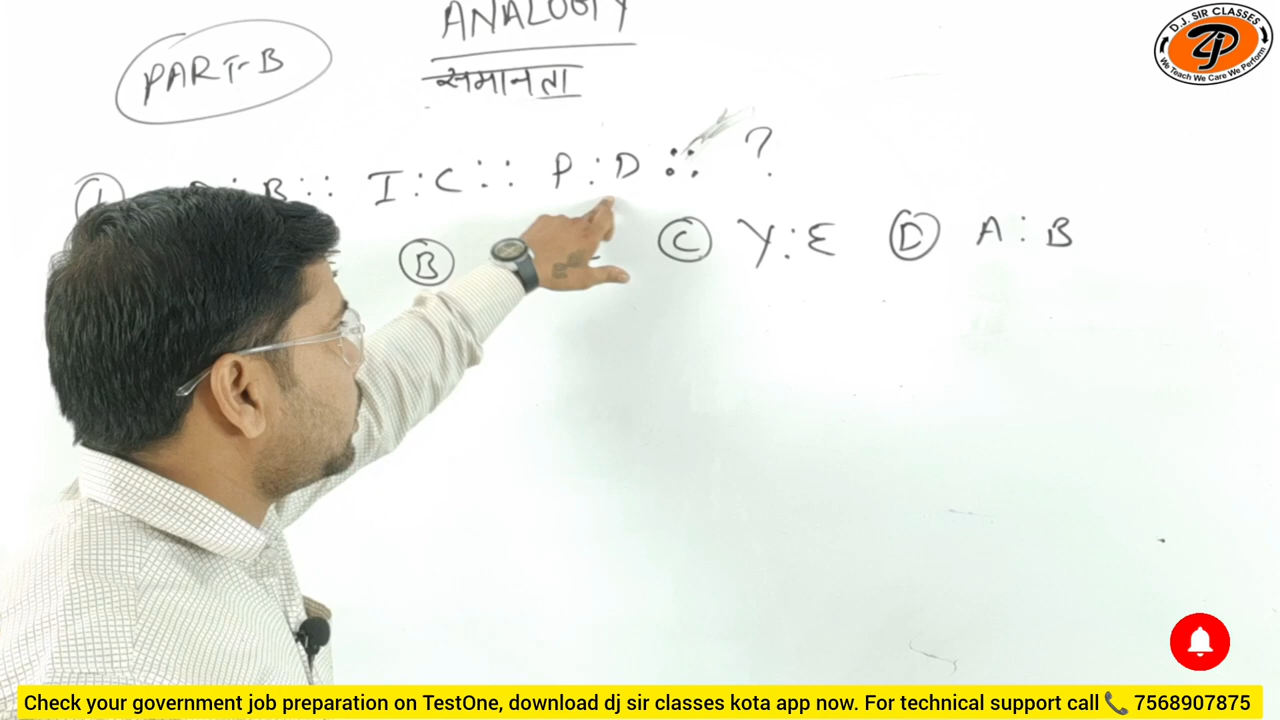 ANALOGY
PART-B
समानता
① B :: I : C :: P : D :: ?
Ⓑ Ⓒ Y : E Ⓓ A : B
D.J. SIR CLASSES
We Teach We Care We Perform
Check your government job preparation on TestOne, download dj sir classes kota app now. For technical support call 📞 7568907875